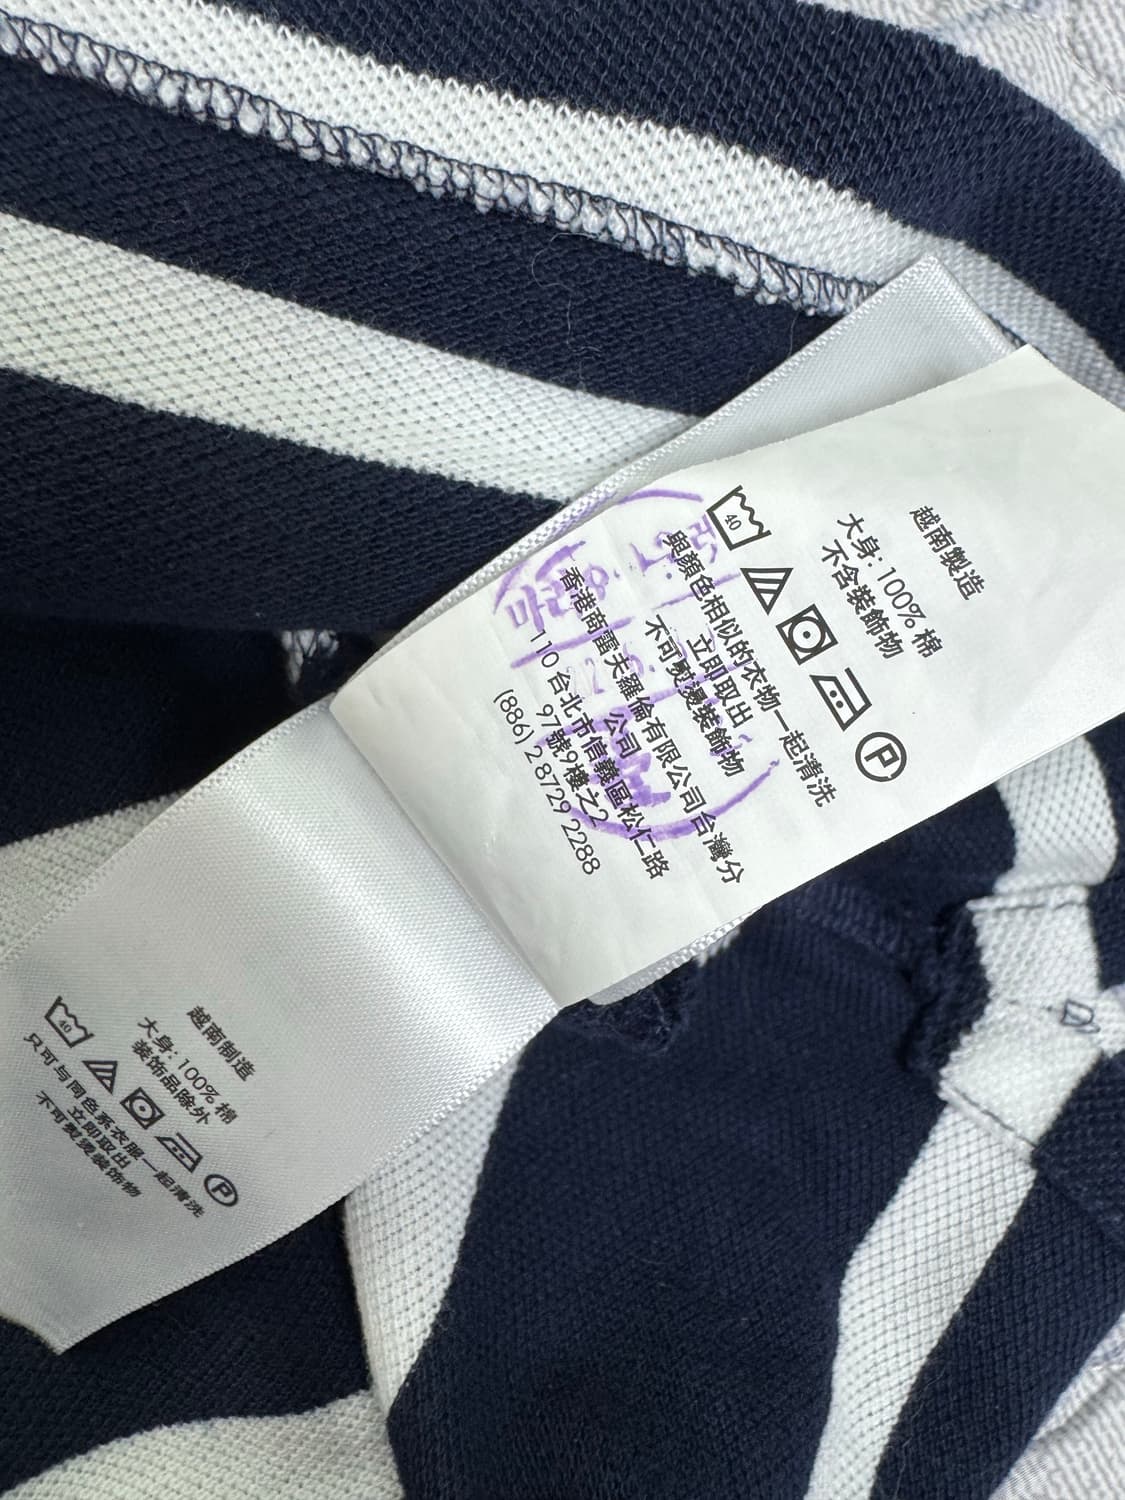 越南製造
大身: 100% 棉
不含裝飾物
40
P
與顏色相似的衣物一起清洗
立即取出
不可熨燙裝飾物
香港商雷夫羅倫有限公司台灣分
公司
110 台北市信義區松仁路
97號9樓之2
(886) 2 8729 2288
越南制造
大身: 100% 棉
装饰品除外
40
P
只可与同色系衣服一起清洗
立即取出
不可熨烫装饰物